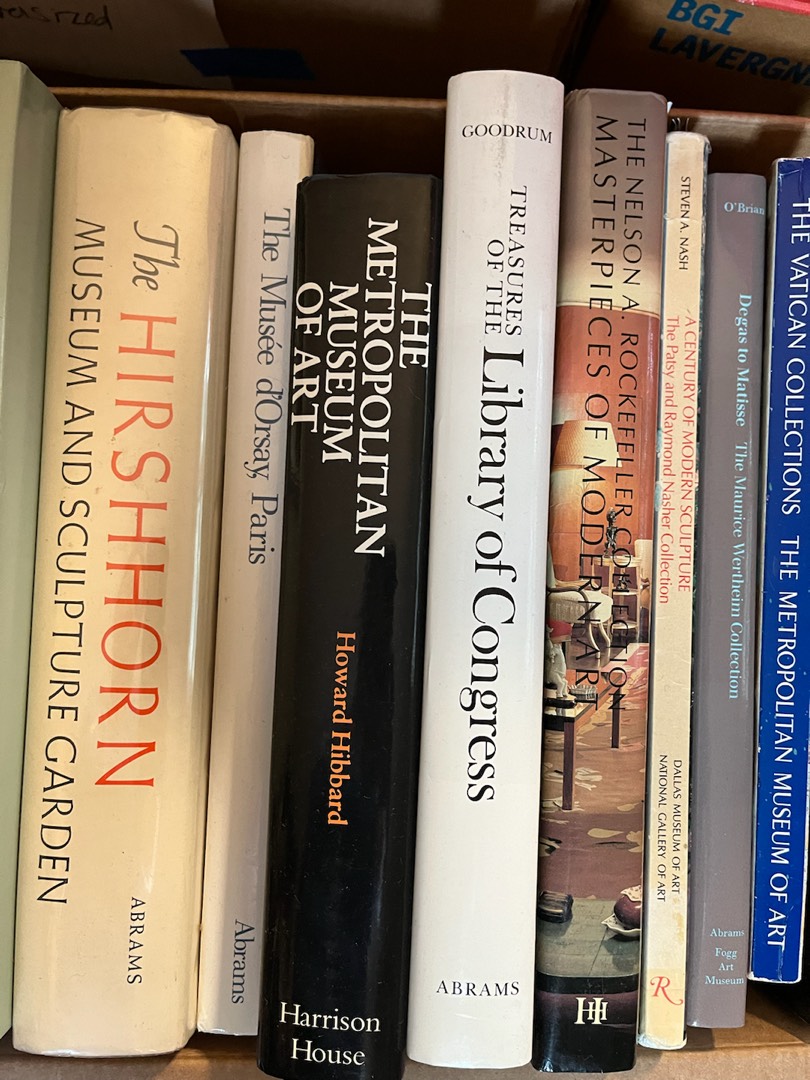 BGI
The HIRSHHORN
MUSEUM AND SCULPTURE GARDEN
ABRAMS
The Musée d'Orsay, Paris
Abrams
THE
METROPOLITAN
MUSEUM
OF ART
Howard Hibbard
Harrison
House
GOODRUM
TREASURES
OF THE
Library of Congress
ABRAMS
THE NELSON A. ROCKEFELLER COLLECTION
MASTERPIECES OF MODERN ART
HH
STEVEN A. NASH
A CENTURY OF MODERN SCULPTURE
The Patsy and Raymond Nasher Collection
DALLAS MUSEUM OF ART
NATIONAL GALLERY OF ART
R
O'Brian
Degas to Matisse The Maurice Wertheim Collection
Abrams
Fogg
Art
Museum
THE VATICAN COLLECTIONS THE METROPOLITAN MUSEUM OF ART